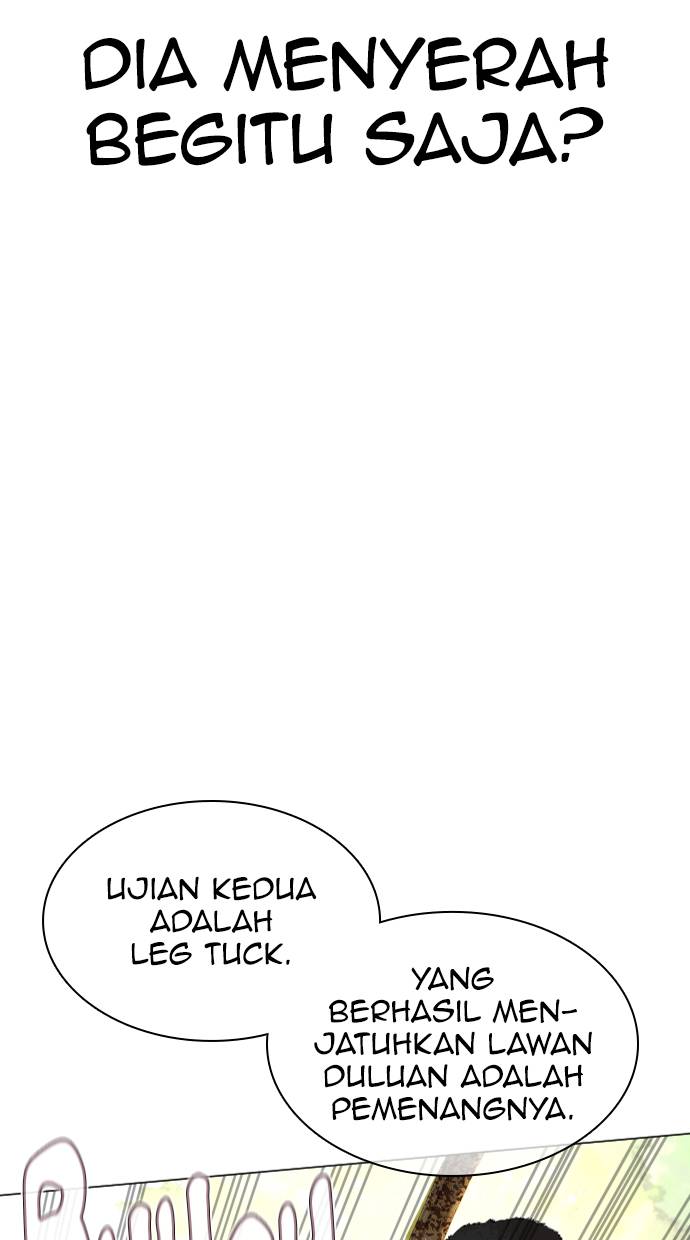 DIA MENYERAH
BEGITU SAJA?
UJIAN KEDUA
ADALAH
LEG TUCK.
YANG
BERHASIL MEN-
JATUHKAN LAWAN
DULUAN ADALAH
PEMENANGNYA.